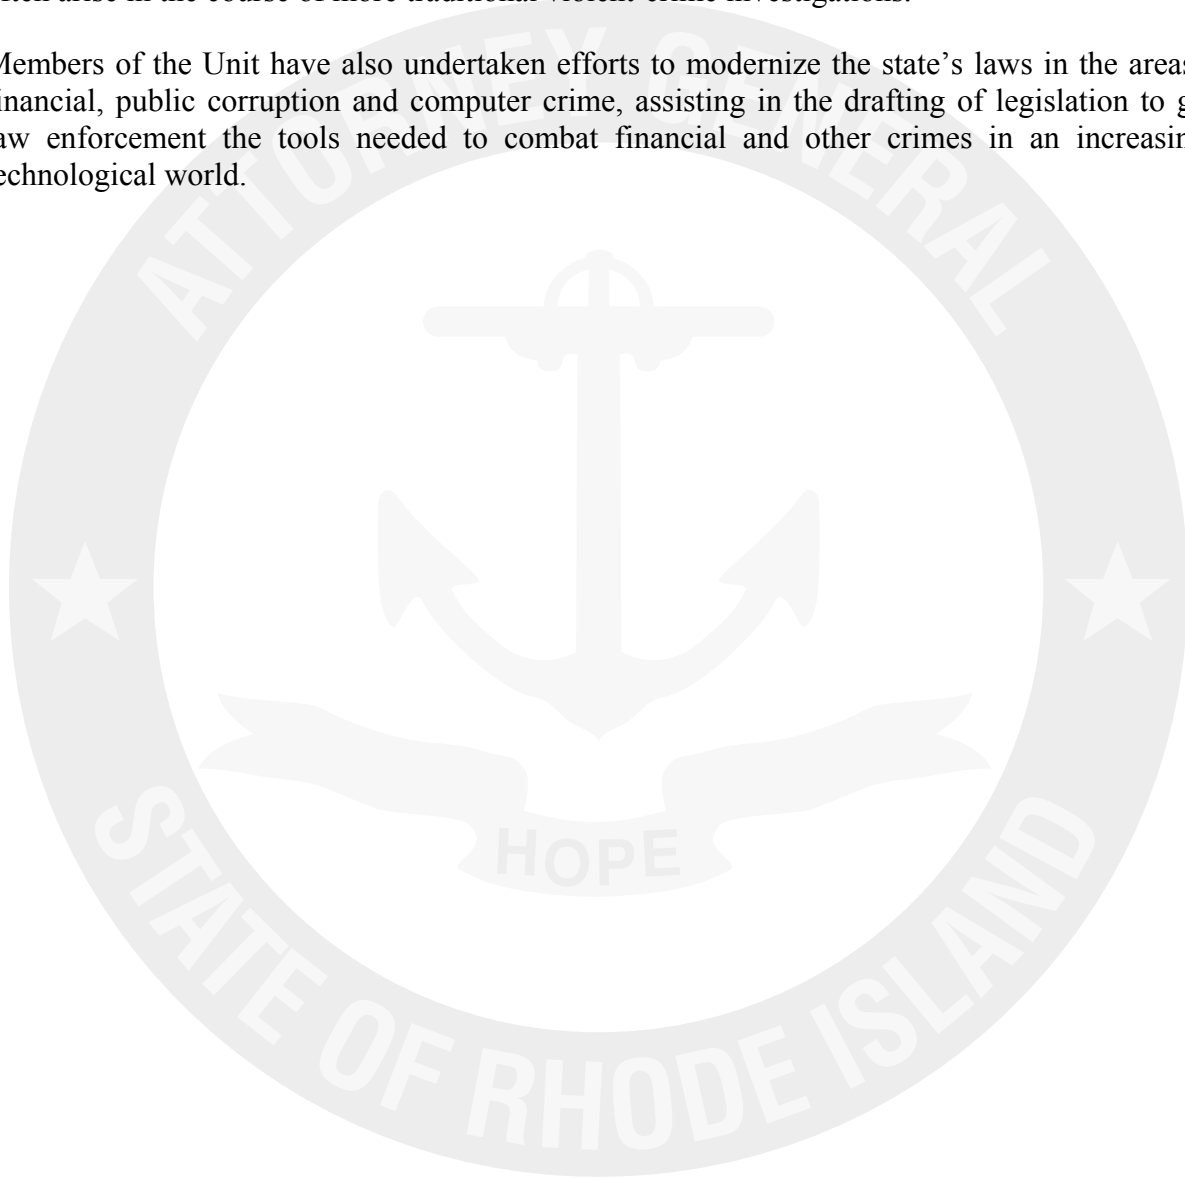 often arise in the course of more traditional violent-crime investigations.
Members of the Unit have also undertaken efforts to modernize the state’s laws in the areas
financial, public corruption and computer crime, assisting in the drafting of legislation to g
law enforcement the tools needed to combat financial and other crimes in an increasin
technological world.
ATTORNEY GENERAL
HOPE
STATE OF RHODE ISLAND